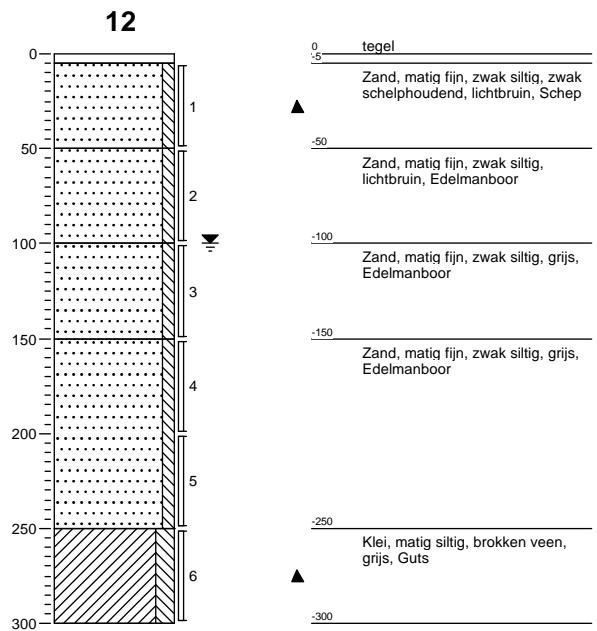 12
0
50
100
150
200
250
300
1
2
3
4
5
6
0
tegel
-5
Zand, matig fijn, zwak siltig, zwak
schelphoudend, lichtbruin, Schep
-50
Zand, matig fijn, zwak siltig,
lichtbruin, Edelmanboor
-100
Zand, matig fijn, zwak siltig, grijs,
Edelmanboor
-150
Zand, matig fijn, zwak siltig, grijs,
Edelmanboor
-250
Klei, matig siltig, brokken veen,
grijs, Guts
-300